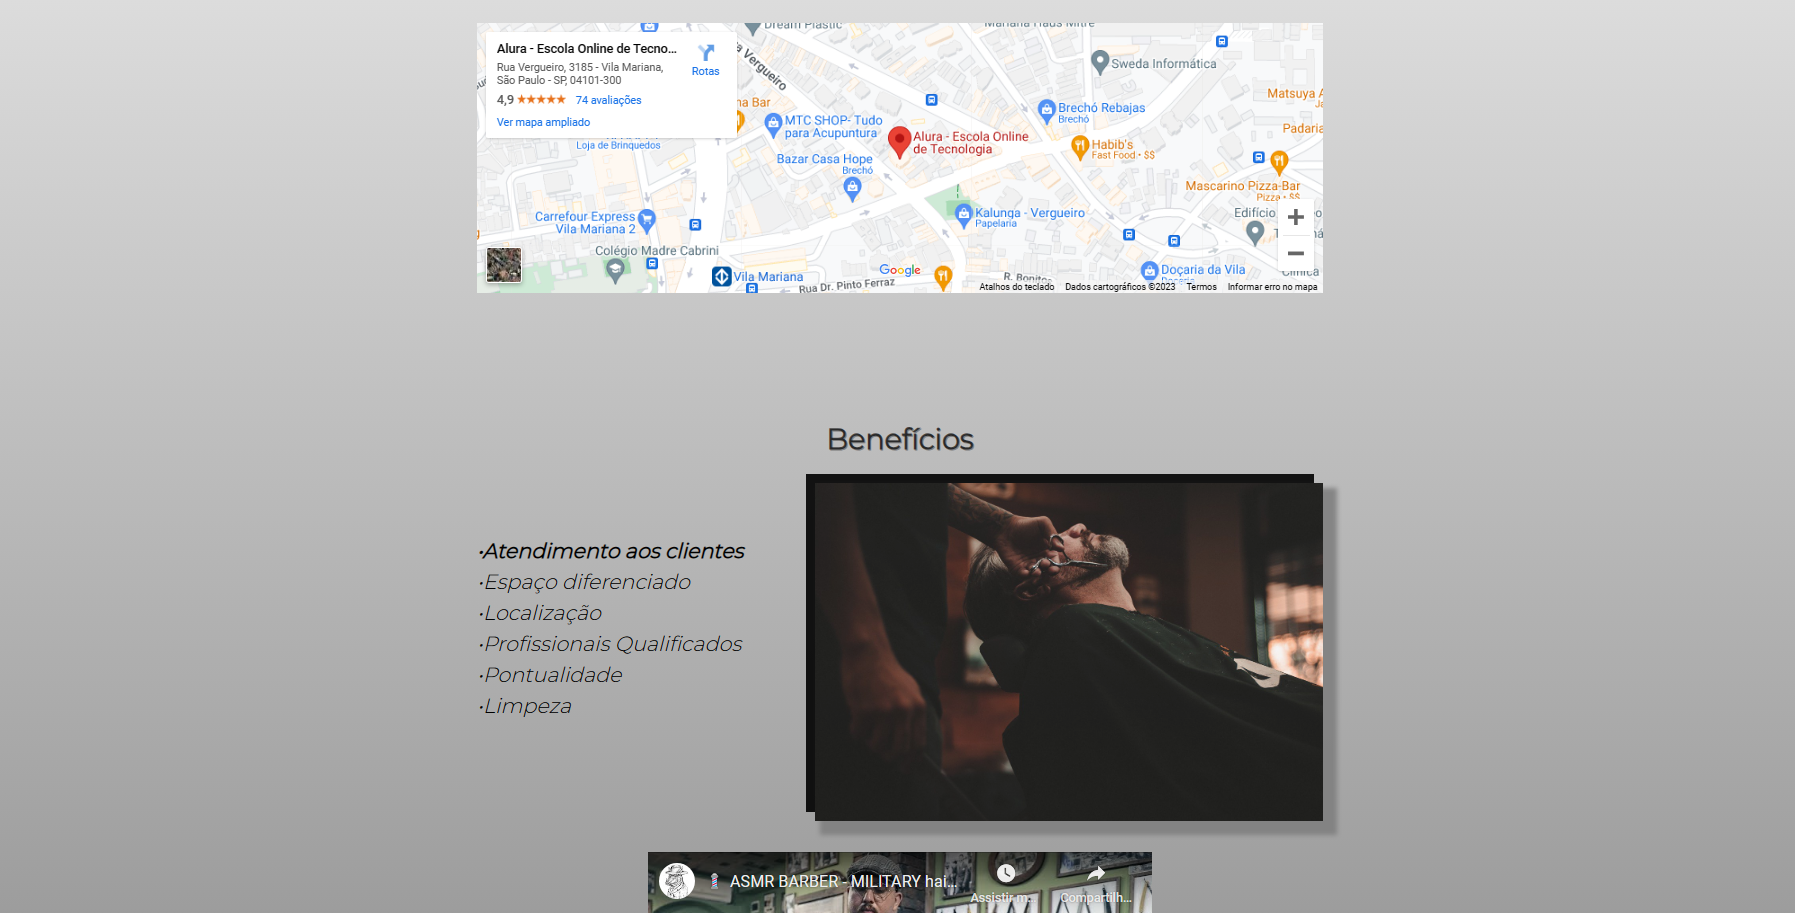 Dream Plastic
Mariana Haus Mitre
Alura - Escola Online de Tecno...
Rua Vergueiro, 3185 - Vila Mariana,
São Paulo - SP, 04101-300
Rotas
4,9
74 avaliações
Ver mapa ampliado
Vergueiro
Sweda Informática
Matsuya
Bar
Brechó Rebajas
Brechó
MTC SHOP- Tudo
para Acupuntura
Padaria
Alura - Escola Online
de Tecnologia
Habib's
Fast Food • $$
Loja de Brinquedos
Bazar Casa Hope
Brechó
Mascarino Pizza-Bar
Pizza • $$
Carrefour Express
Vila Mariana 2
Kalunga - Vergueiro
Papelaria
Edifício
Colégio Madre Cabrini
Vila Mariana
Google
Doçaria da Vila
Clínica
Rua Dr. Pinto Ferraz
R. Bonitos
Atalhos do teclado
Dados cartográficos ©2023
Termos
Informar erro no mapa
Benefícios
•Atendimento aos clientes
•Espaço diferenciado
•Localização
•Profissionais Qualificados
•Pontualidade
•Limpeza
ASMR BARBER - MILITARY hai...
Assistir m...
Compartilh...